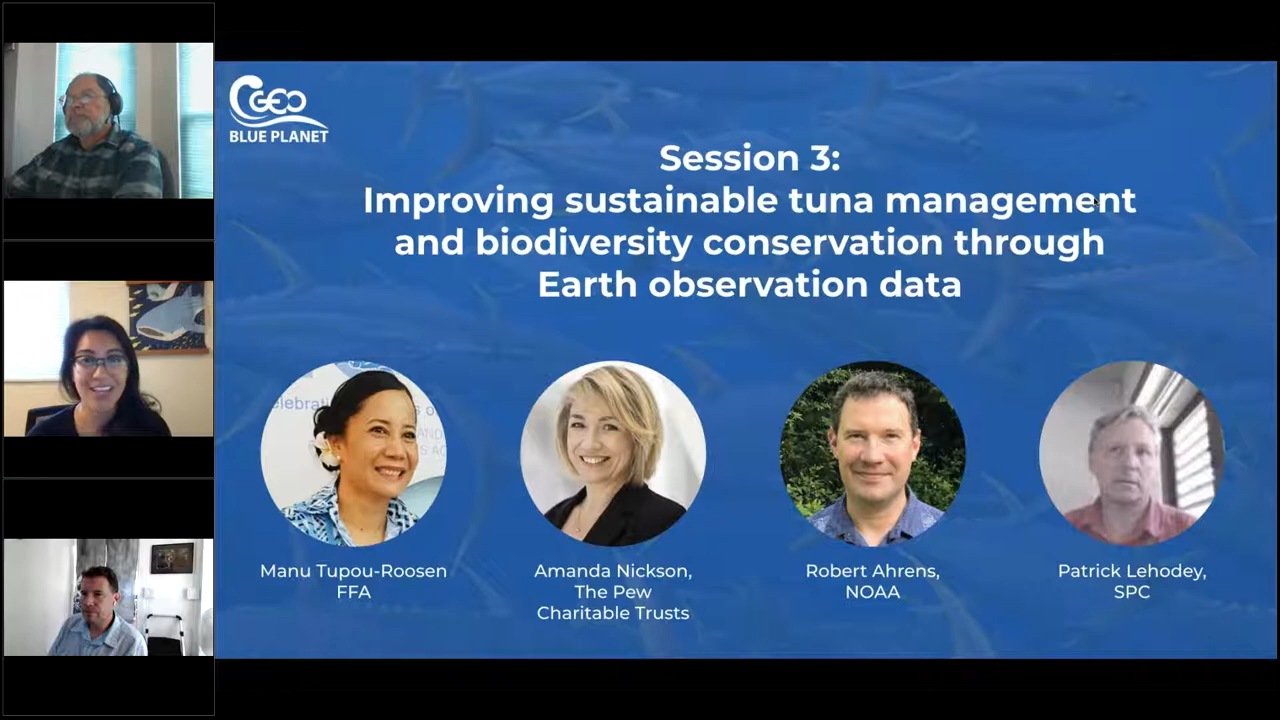 GEO
BLUE PLANET
Session 3:
Improving sustainable tuna management
and biodiversity conservation through
Earth observation data
Manu Tupou-Roosen
FFA
Amanda Nickson,
The Pew
Charitable Trusts
Robert Ahrens,
NOAA
Patrick Lehodey,
SPC